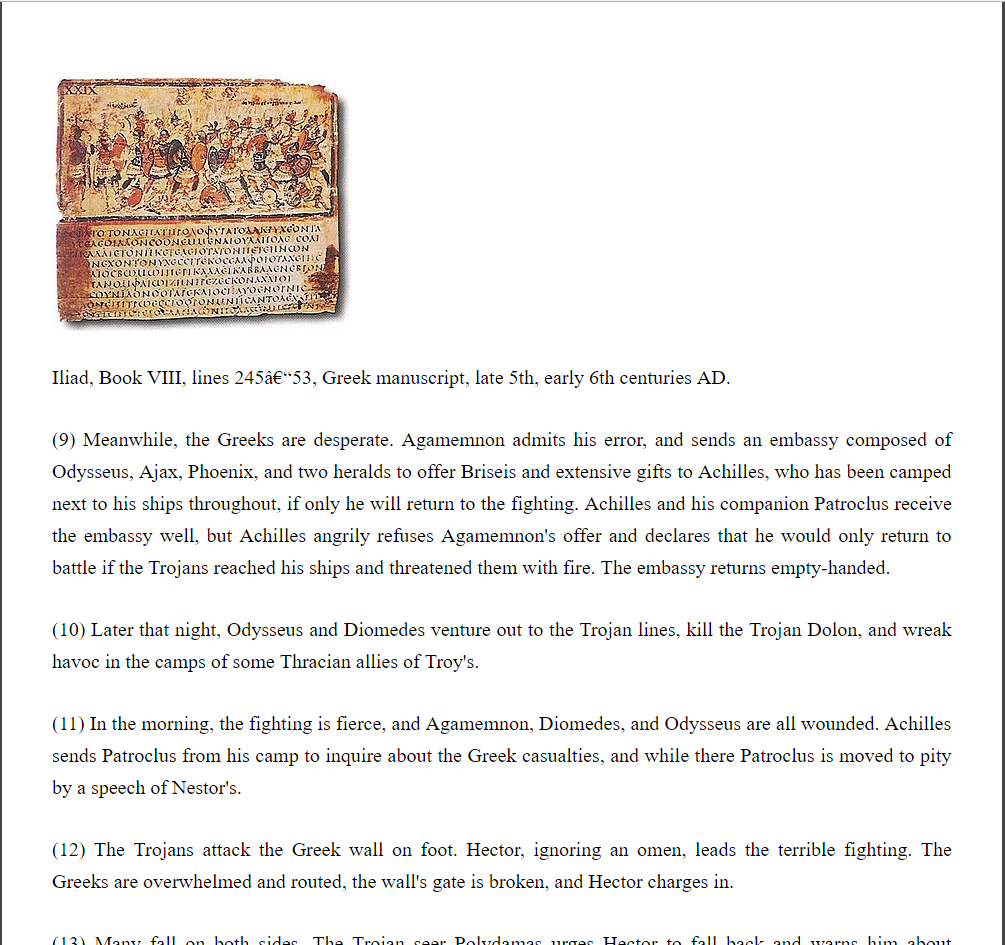 XXIX
Iliad, Book VIII, lines 245â€“53, Greek manuscript, late 5th, early 6th centuries AD.
(9) Meanwhile, the Greeks are desperate. Agamemnon admits his error, and sends an embassy composed of
Odysseus, Ajax, Phoenix, and two heralds to offer Briseis and extensive gifts to Achilles, who has been camped
next to his ships throughout, if only he will return to the fighting. Achilles and his companion Patroclus receive
the embassy well, but Achilles angrily refuses Agamemnon's offer and declares that he would only return to
battle if the Trojans reached his ships and threatened them with fire. The embassy returns empty-handed.
(10) Later that night, Odysseus and Diomedes venture out to the Trojan lines, kill the Trojan Dolon, and wreak
havoc in the camps of some Thracian allies of Troy's.
(11) In the morning, the fighting is fierce, and Agamemnon, Diomedes, and Odysseus are all wounded. Achilles
sends Patroclus from his camp to inquire about the Greek casualties, and while there Patroclus is moved to pity
by a speech of Nestor's.
(12) The Trojans attack the Greek wall on foot. Hector, ignoring an omen, leads the terrible fighting. The
Greeks are overwhelmed and routed, the wall's gate is broken, and Hector charges in.
(13) Many fall on both sides. The Trojan seer Polydamas urges Hector to fall back and warns him about